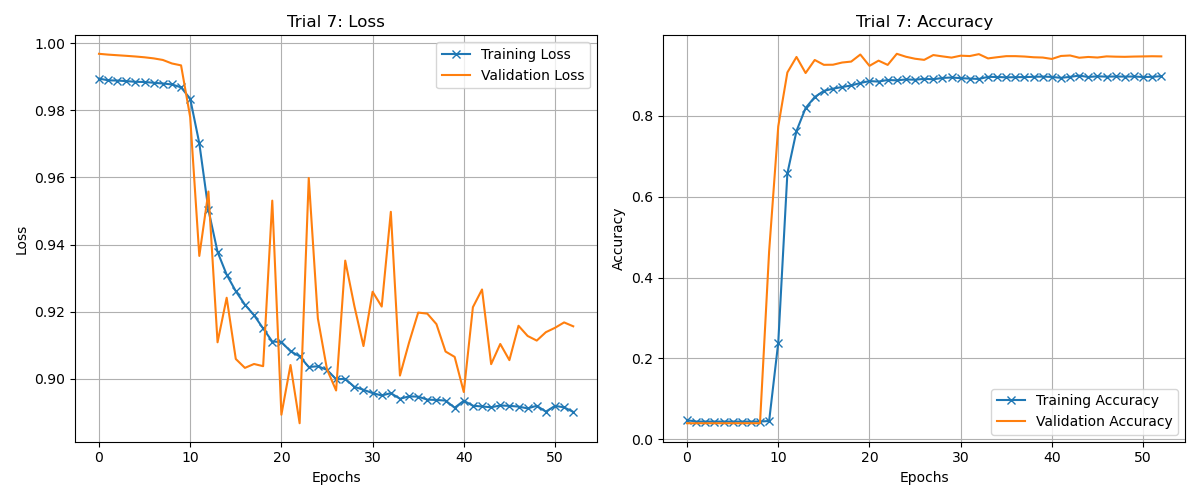 Trial 7: Loss
1.00
0.98
0.96
0.94
0.92
0.90
Loss
0 10 20 30 40 50
Epochs
Training Loss
Validation Loss
Trial 7: Accuracy
0.8
0.6
0.4
0.2
0.0
Accuracy
0 10 20 30 40 50
Epochs
Training Accuracy
Validation Accuracy